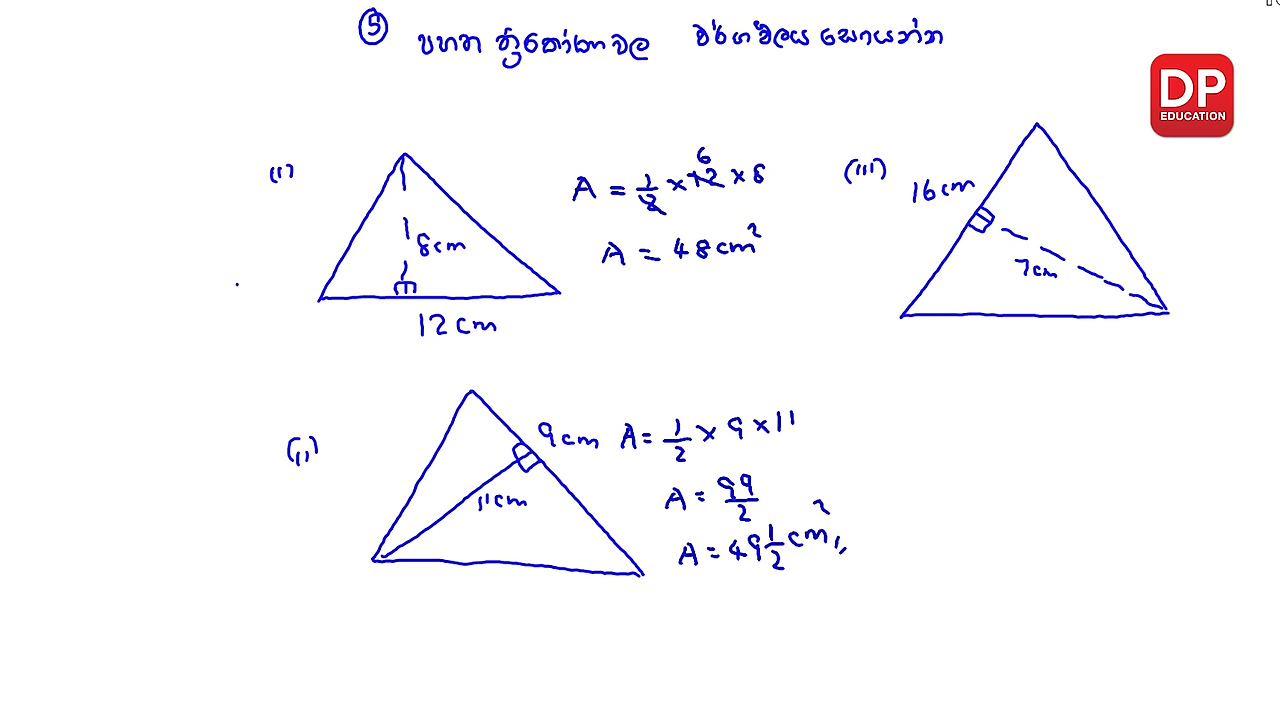 ⑤ පහත ත්‍රිකෝණවල වර්ගඵලය සොයන්න
DP
EDUCATION
(i)
8cm
12cm
A = 1/2 × 12 × 8
6
A = 48cm²
(iii)
16cm
7cm
(ii)
9cm
11cm
A = 1/2 × 9 × 11
A = 99/2
A = 49 1/2 cm²